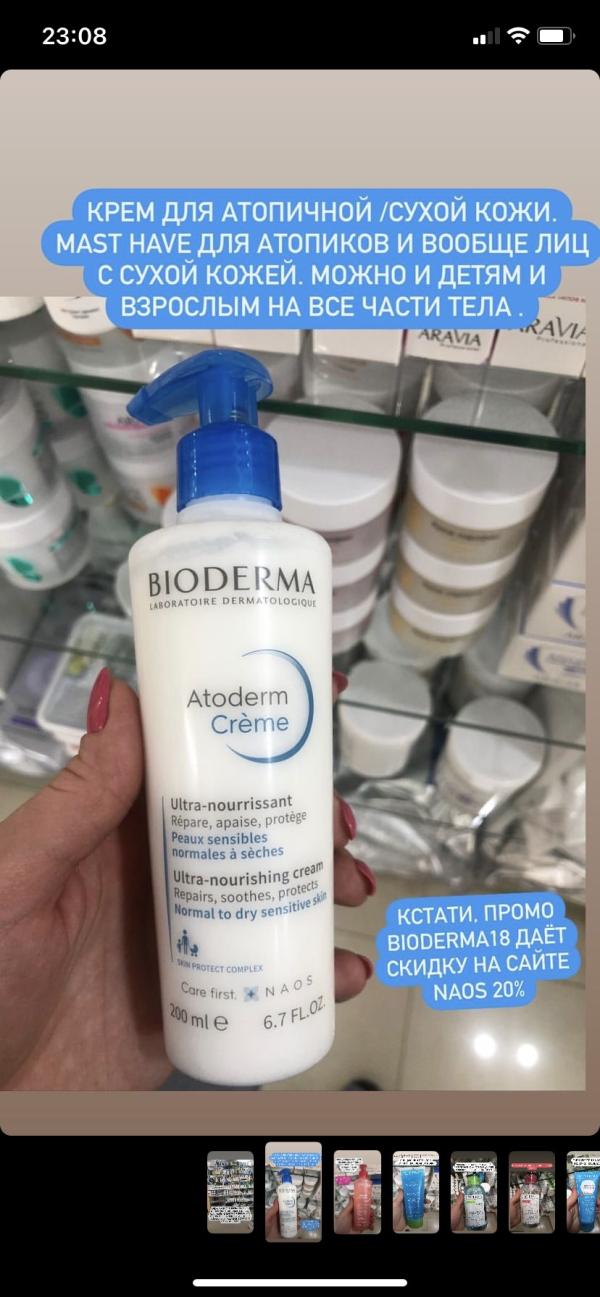 23:08
КРЕМ ДЛЯ АТОПИЧНОЙ /СУХОЙ КОЖИ.
MAST HAVE ДЛЯ АТОПИКОВ И ВООБЩЕ ЛИЦ
С СУХОЙ КОЖЕЙ. МОЖНО И ДЕТЯМ И
ВЗРОСЛЫМ НА ВСЕ ЧАСТИ ТЕЛА .
ARAVIA
Professional
BIODERMA
LABORATOIRE DERMATOLOGIQUE
Atoderm
Crème
Ultra-nourrissant
Répare, apaise, protège
Peaux sensibles
normales à sèches
Ultra-nourishing cream
Repairs, soothes, protects
Normal to dry sensitive skin
SKIN PROTECT COMPLEX
Care first. NAOS
200 ml e 6.7 FL.OZ.
КСТАТИ, ПРОМО
BIODERMA18 ДАЁТ
СКИДКУ НА САЙТЕ
NAOS 20%